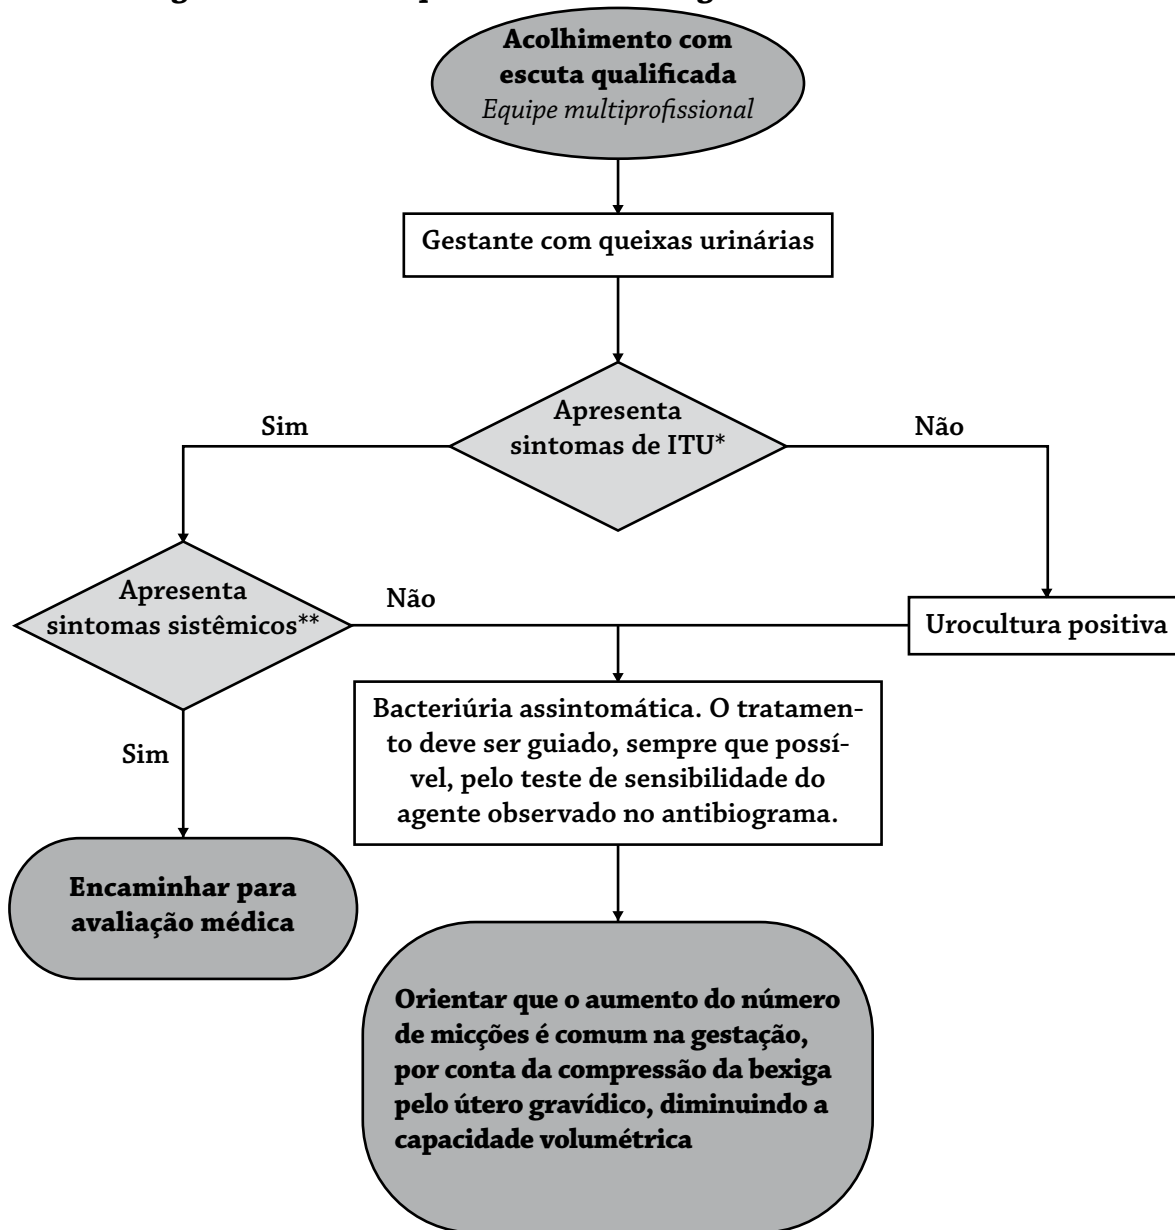 Acolhimento com
escuta qualificada
Equipe multiprofissional
Gestante com queixas urinárias
Apresenta
sintomas de ITU*
Sim
Não
Apresenta
sintomas sistêmicos**
Não
Urocultura positiva
Sim
Bacteriúria assintomática. O tratamen-
to deve ser guiado, sempre que possí-
vel, pelo teste de sensibilidade do
agente observado no antibiograma.
Encaminhar para
avaliação médica
Orientar que o aumento do número
de micções é comum na gestação,
por conta da compressão da bexiga
pelo útero gravídico, diminuindo a
capacidade volumétrica